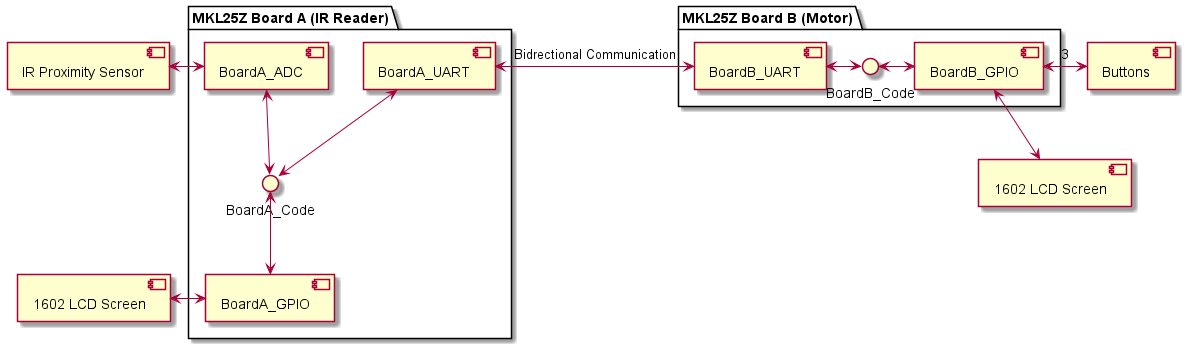 MKL25Z Board A (IR Reader)
MKL25Z Board B (Motor)
IR Proximity Sensor
BoardA_ADC
BoardA_UART
Bidrectional Communication
BoardB_UART
BoardB_Code
BoardB_GPIO
3
Buttons
1602 LCD Screen
BoardA_Code
1602 LCD Screen
BoardA_GPIO